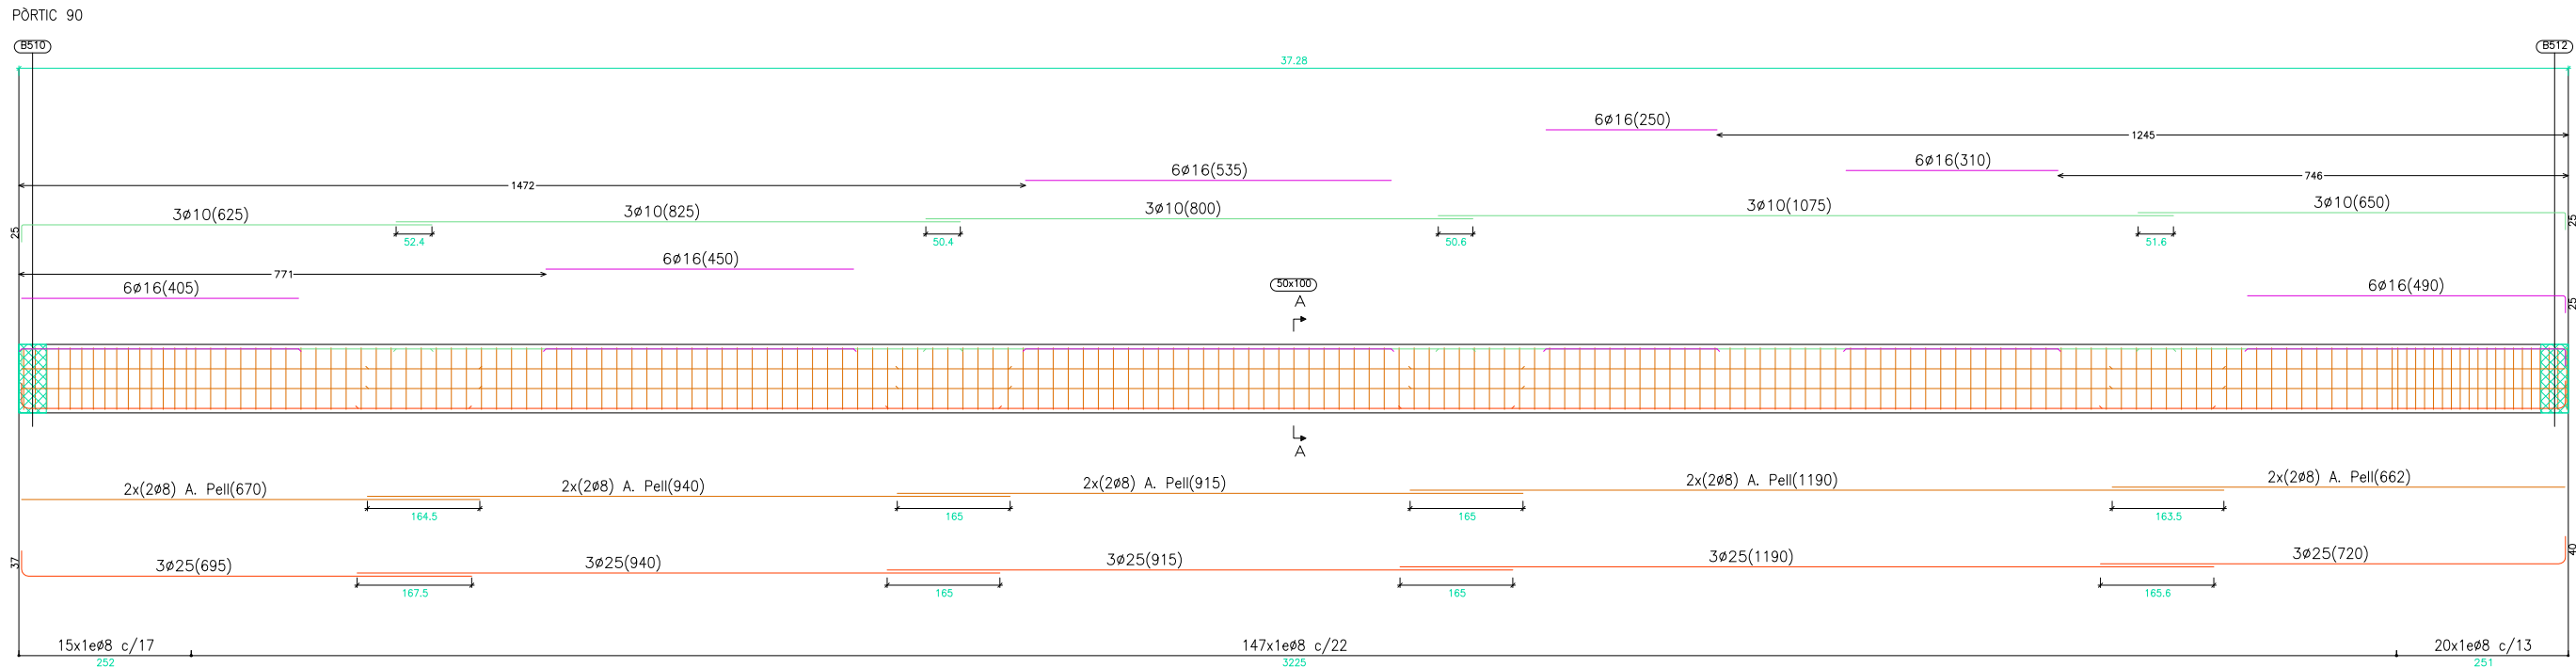 PÒRTIC 90
B510
B512
37.28
6ø16(250)
1245
6ø16(535)
6ø16(310)
1472
746
3ø10(625)
3ø10(825)
3ø10(800)
3ø10(1075)
3ø10(650)
25
25
52.4
50.4
50.6
51.6
6ø16(450)
771
50x100
6ø16(405)
A
6ø16(490)
25
A
2x(2ø8) A. Pell(670)
2x(2ø8) A. Pell(940)
2x(2ø8) A. Pell(915)
2x(2ø8) A. Pell(1190)
2x(2ø8) A. Pell(662)
164.5
165
165
163.5
37
40
3ø25(695)
3ø25(940)
3ø25(915)
3ø25(1190)
3ø25(720)
167.5
165
165
165.6
15x1eø8 c/17
147x1eø8 c/22
20x1eø8 c/13
252
3225
251